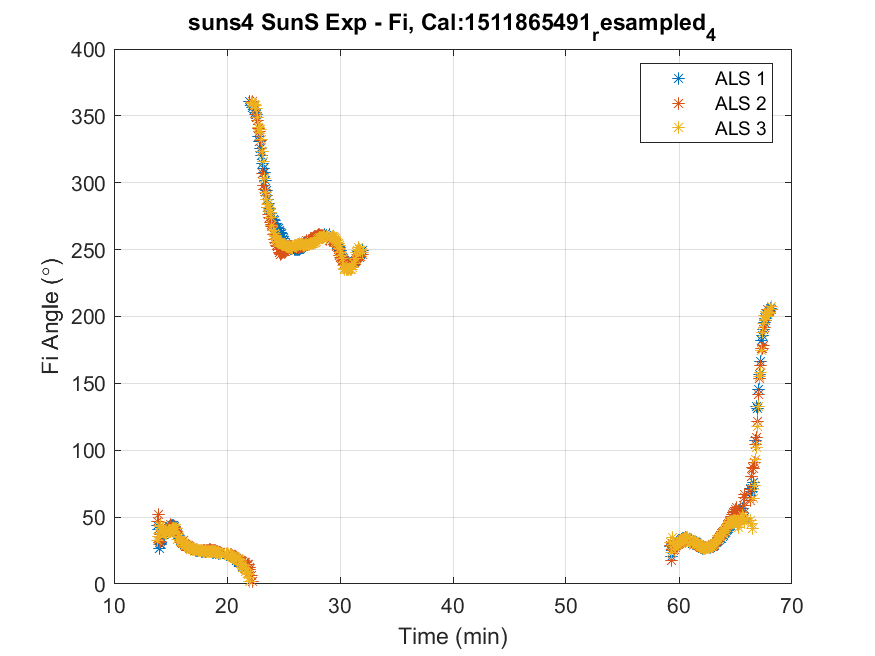 suns4 SunS Exp - Fi, Cal:1511865491resampled4
ALS 1
ALS 2
ALS 3
400
350
300
250
200
150
100
50
0
Fi Angle (°)
10 20 30 40 50 60 70
Time (min)